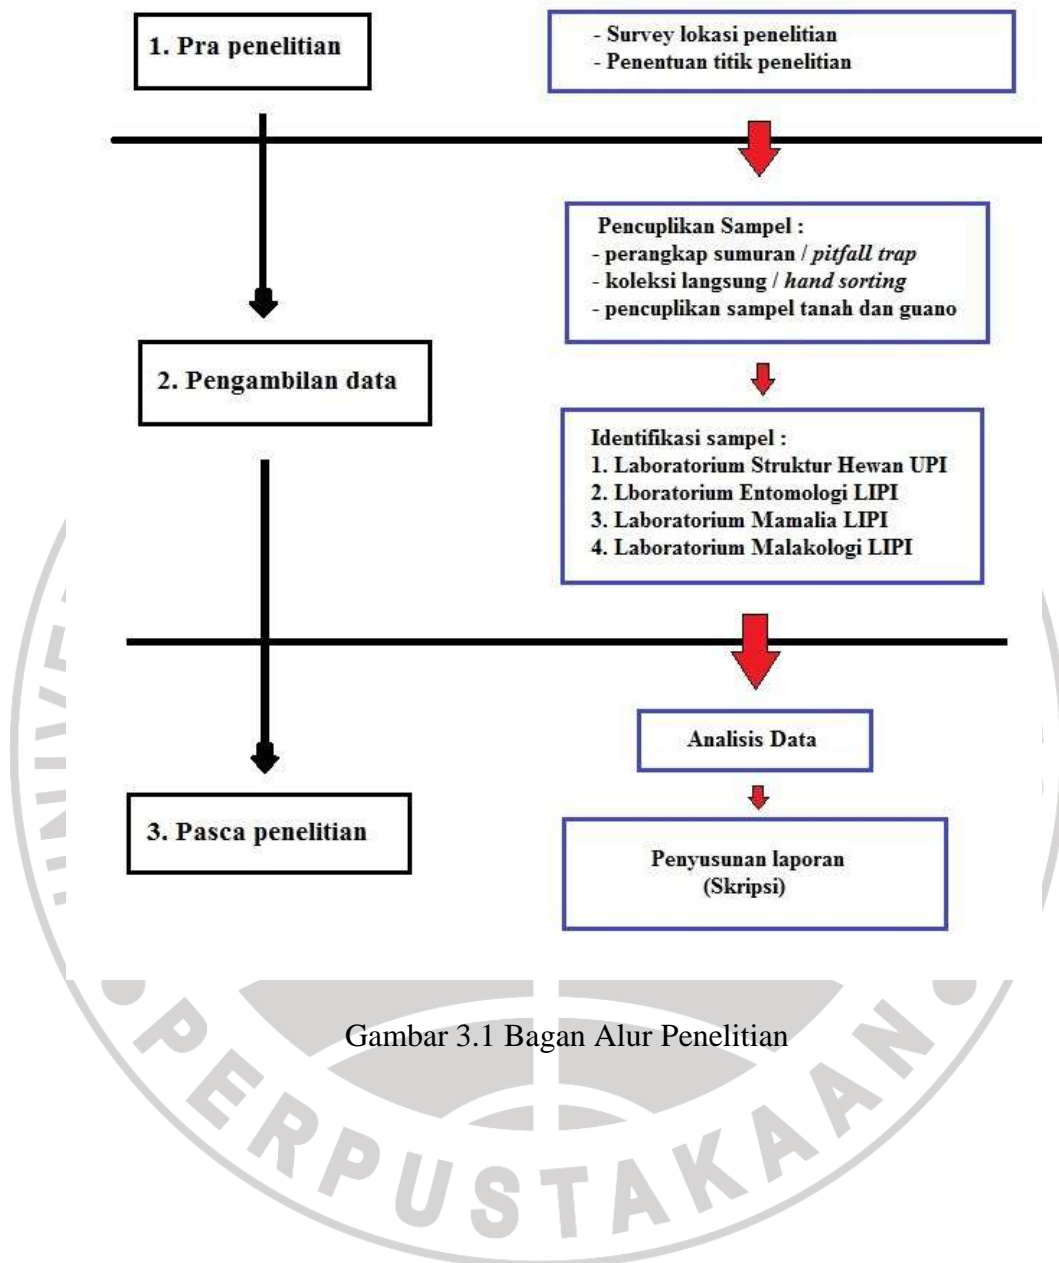 1. Pra penelitian
- Survey lokasi penelitian
- Penentuan titik penelitian
Pencuplikan Sampel :
- perangkap sumuran / pitfall trap
- koleksi langsung / hand sorting
- pencuplikan sampel tanah dan guano
2. Pengambilan data
Identifikasi sampel :
1. Laboratorium Struktur Hewan UPI
2. Lboratorium Entomologi LIPI
3. Laboratorium Mamalia LIPI
4. Laboratorium Malakologi LIPI
Analisis Data
3. Pasca penelitian
Penyusunan laporan
(Skripsi)
Gambar 3.1 Bagan Alur Penelitian
PERPUSTAKAAN